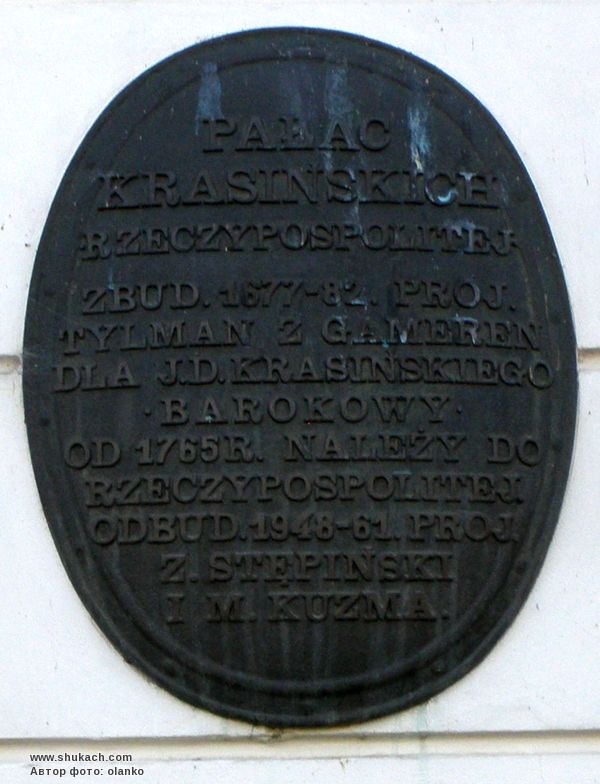 PAŁAC
KRASIŃSKICH
RZECZYPOSPOLITEJ
ZBUD. 1677-82. PROJ.
TYLMAN Z GAMEREN
DLA J.D. KRASIŃSKIEGO
·BAROKOWY·
OD 1765R. NALEŻY DO
RZECZYPOSPOLITEJ.
ODBUD. 1948-61. PROJ.
Z. STĘPIŃSKI
I M. KUZMA.
www.shukach.com
Автор фото: olanko